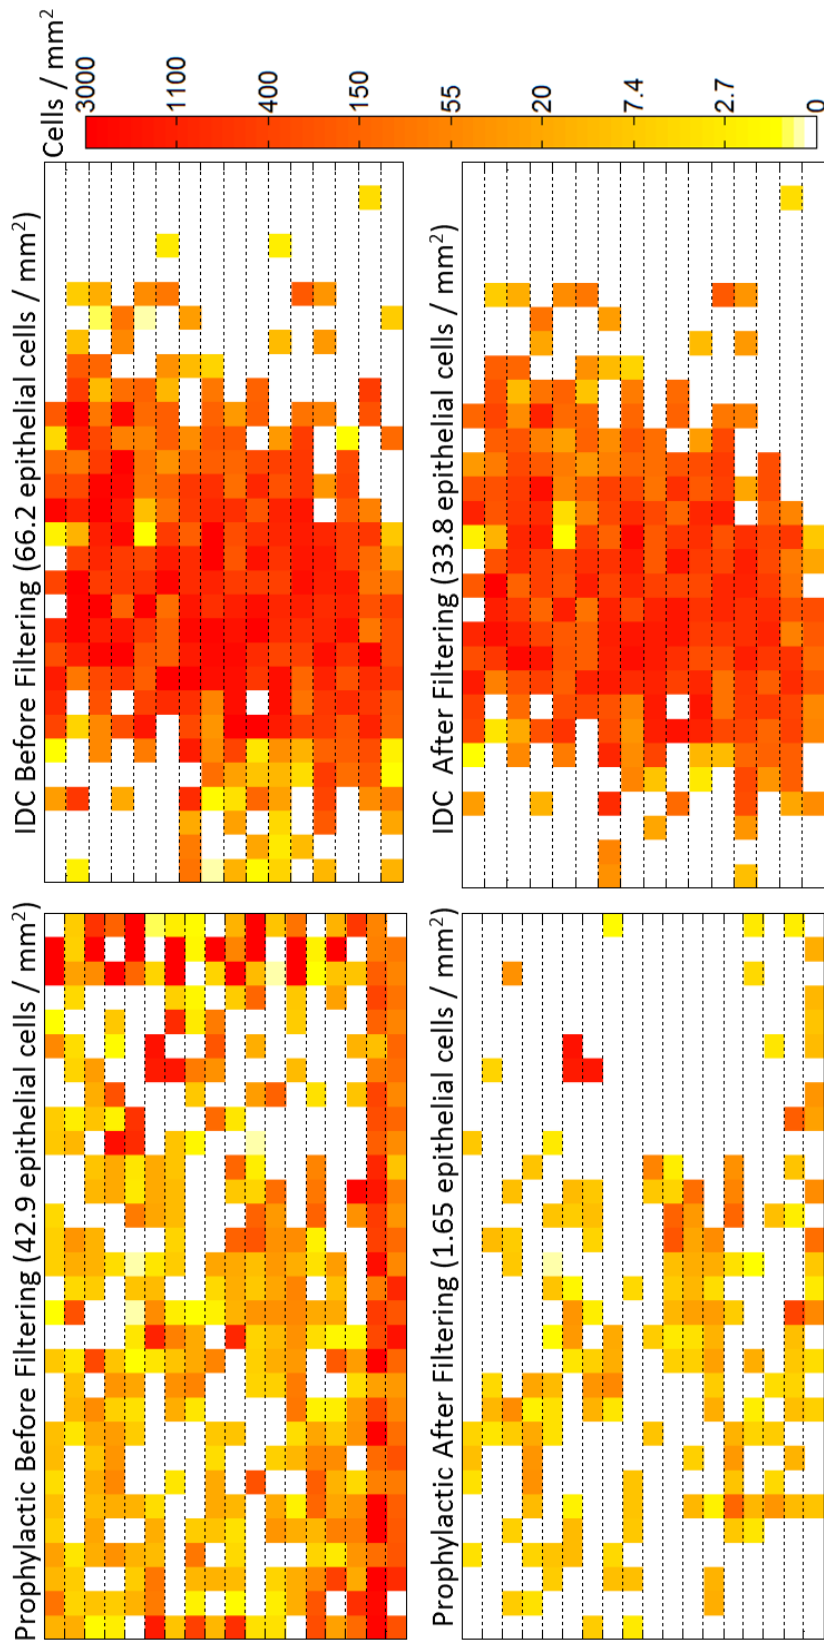 Prophylactic Before Filtering (42.9 epithelial cells / mm²)
IDC Before Filtering (66.2 epithelial cells / mm²)
Prophylactic After Filtering (1.65 epithelial cells / mm²)
IDC After Filtering (33.8 epithelial cells / mm²)
Cells / mm²
3000
1100
400
150
55
20
7.4
2.7
0